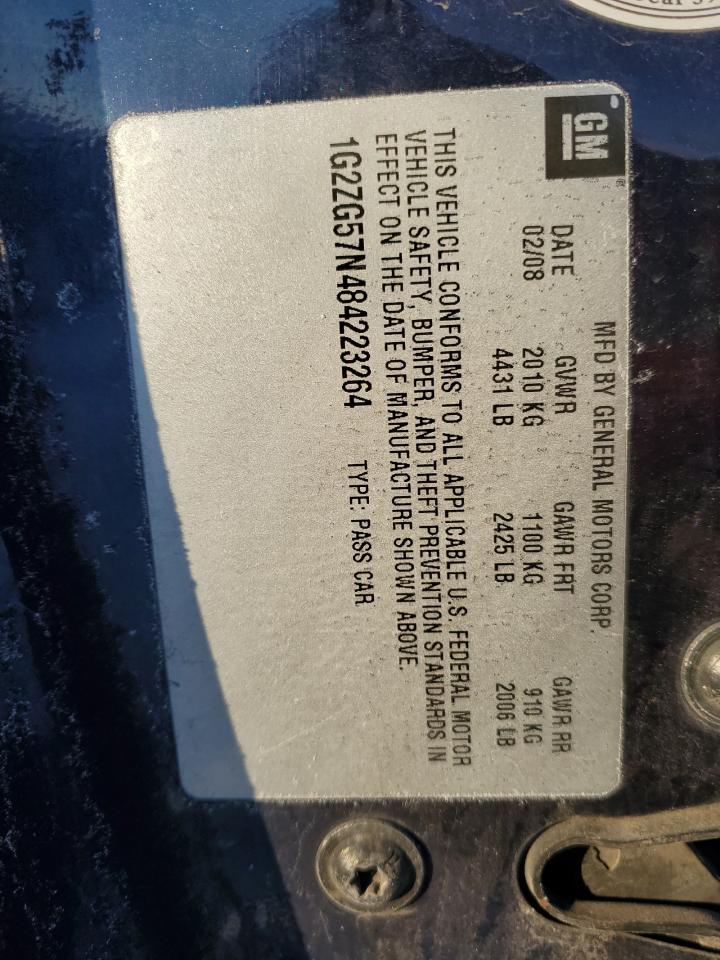 GM
MFD BY GENERAL MOTORS CORP.
DATE GVWR GAWR FRT GAWR RR
02/08 2010 KG 1100 KG 910 KG
4431 LB 2425 LB 2006 LB
THIS VEHICLE CONFORMS TO ALL APPLICABLE U.S. FEDERAL MOTOR
VEHICLE SAFETY, BUMPER, AND THEFT PREVENTION STANDARDS IN
EFFECT ON THE DATE OF MANUFACTURE SHOWN ABOVE.
1G2ZG57N484223264 TYPE: PASS CAR